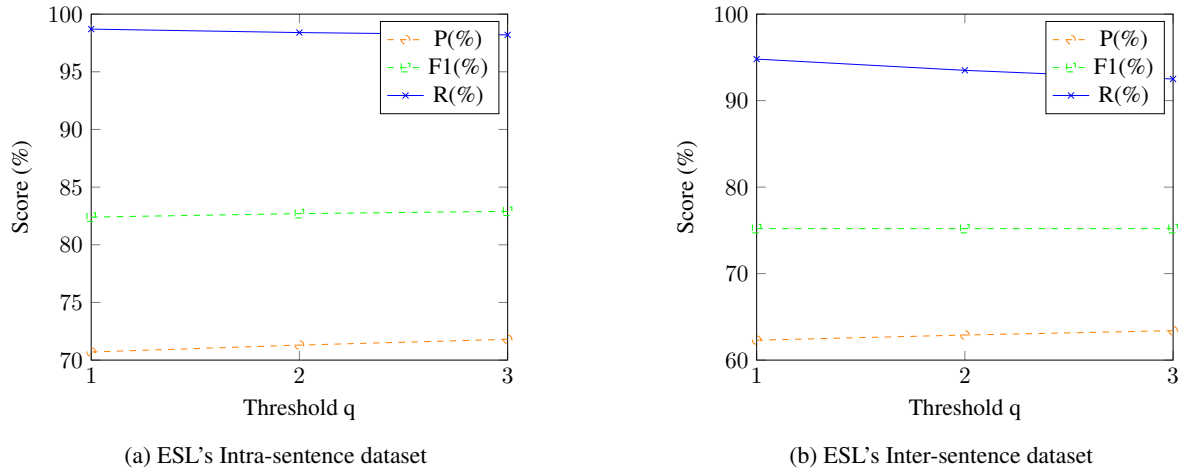 100
95
90
85
80
75
70
1
2
3
Score (%)
Threshold q
P(%)
F1(%)
R(%)
(a) ESL's Intra-sentence dataset
100
90
80
70
60
1
2
3
Score (%)
Threshold q
P(%)
F1(%)
R(%)
(b) ESL's Inter-sentence dataset